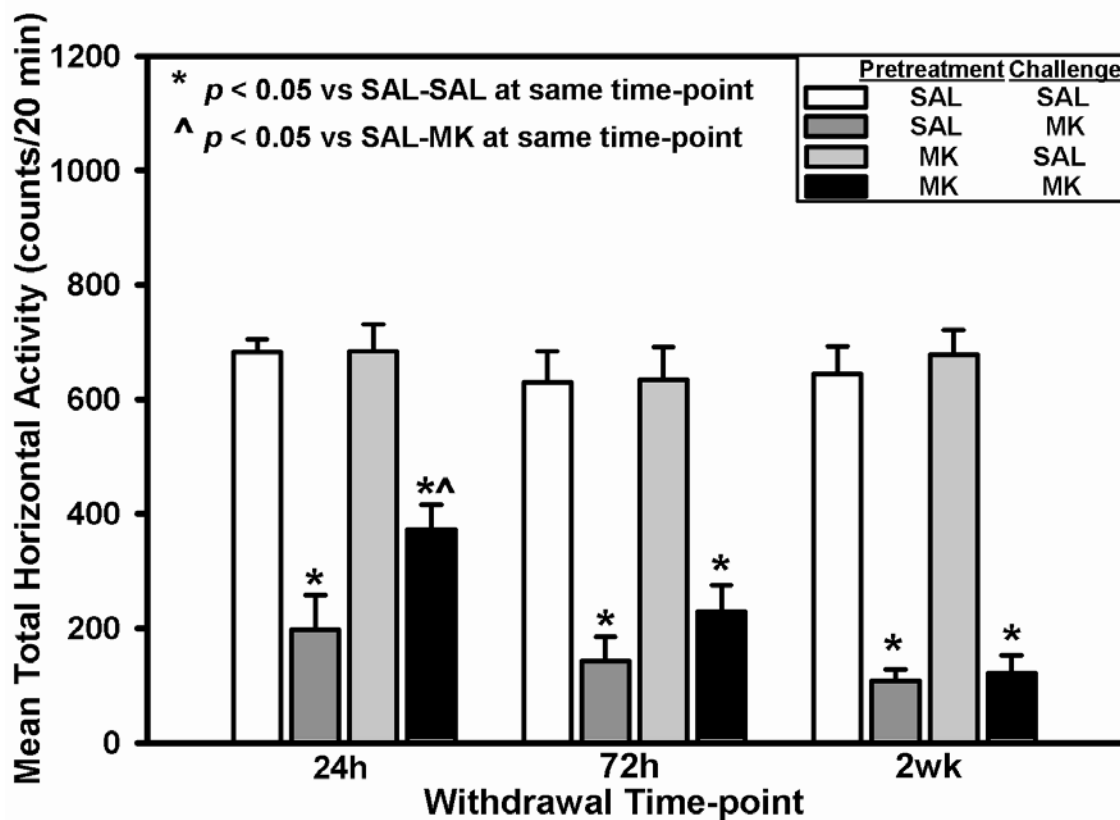 Mean Total Horizontal Activity (counts/20 min)
1200
1000
800
600
400
200
0
* p < 0.05 vs SAL-SAL at same time-point
^ p < 0.05 vs SAL-MK at same time-point
Pretreatment Challenge
SAL SAL
SAL MK
MK SAL
MK MK
*
*^
*
*
*
*
24h 72h 2wk
Withdrawal Time-point